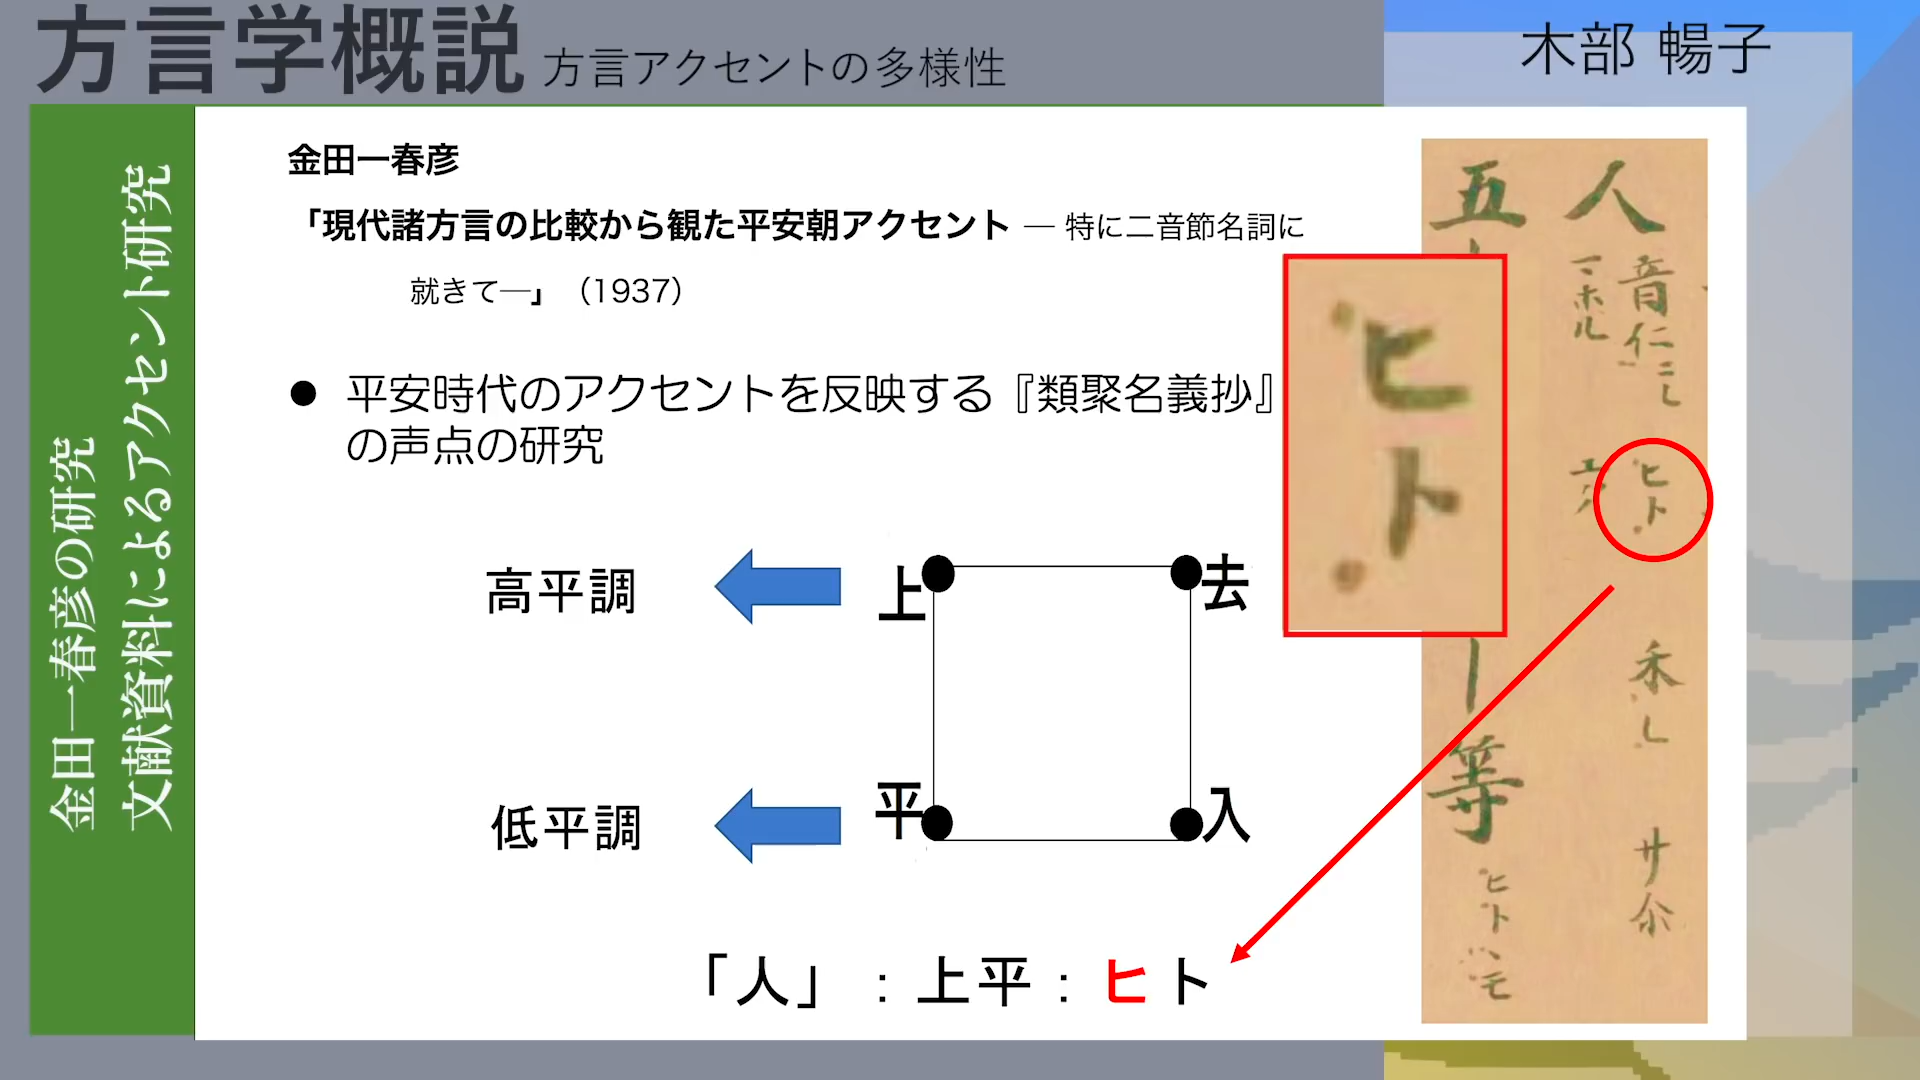 方言学概説 方言アクセントの多様性
木部 暢子
金田一春彦の研究
文献資料によるアクセント研究
金田一春彦
「現代諸方言の比較から観た平安朝アクセント ― 特に二音節名詞に
就きて―」（1937）
● 平安時代のアクセントを反映する『類聚名義抄』
の声点の研究
高平調
上
去
低平調
平
入
「人」：上平：ヒト
ヒト
人
音仁
ヒト
五
等
ヒト